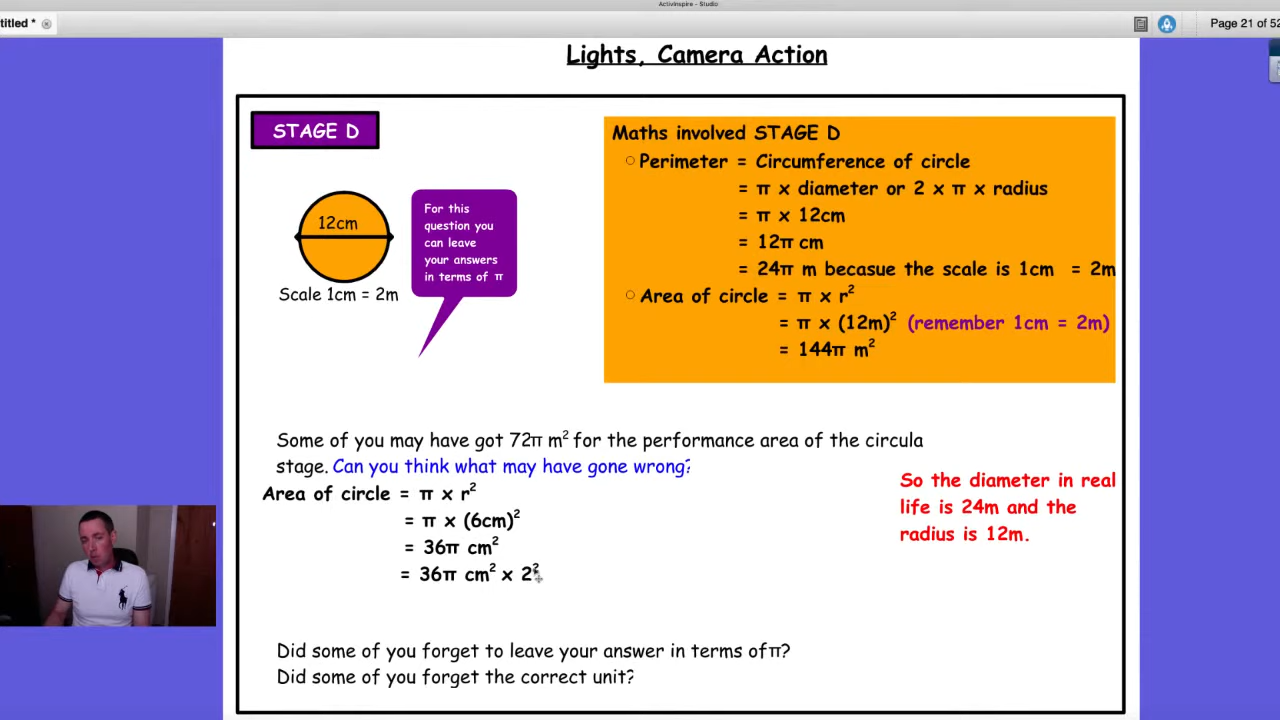 ActivInspire - Studio
titled *
Page 21 of 52
Lights, Camera Action
STAGE D
12cm
Scale 1cm = 2m
For this
question you
can leave
your answers
in terms of π
Maths involved STAGE D
○ Perimeter = Circumference of circle
= π x diameter or 2 x π x radius
= π x 12cm
= 12π cm
= 24π m becasue the scale is 1cm = 2m
○ Area of circle = π x r²
= π x (12m)² (remember 1cm = 2m)
= 144π m²
Some of you may have got 72π m² for the performance area of the circula
stage. Can you think what may have gone wrong?
Area of circle = π x r²
= π x (6cm)²
= 36π cm²
= 36π cm² x 2²
So the diameter in real
life is 24m and the
radius is 12m.
Did some of you forget to leave your answer in terms of π?
Did some of you forget the correct unit?